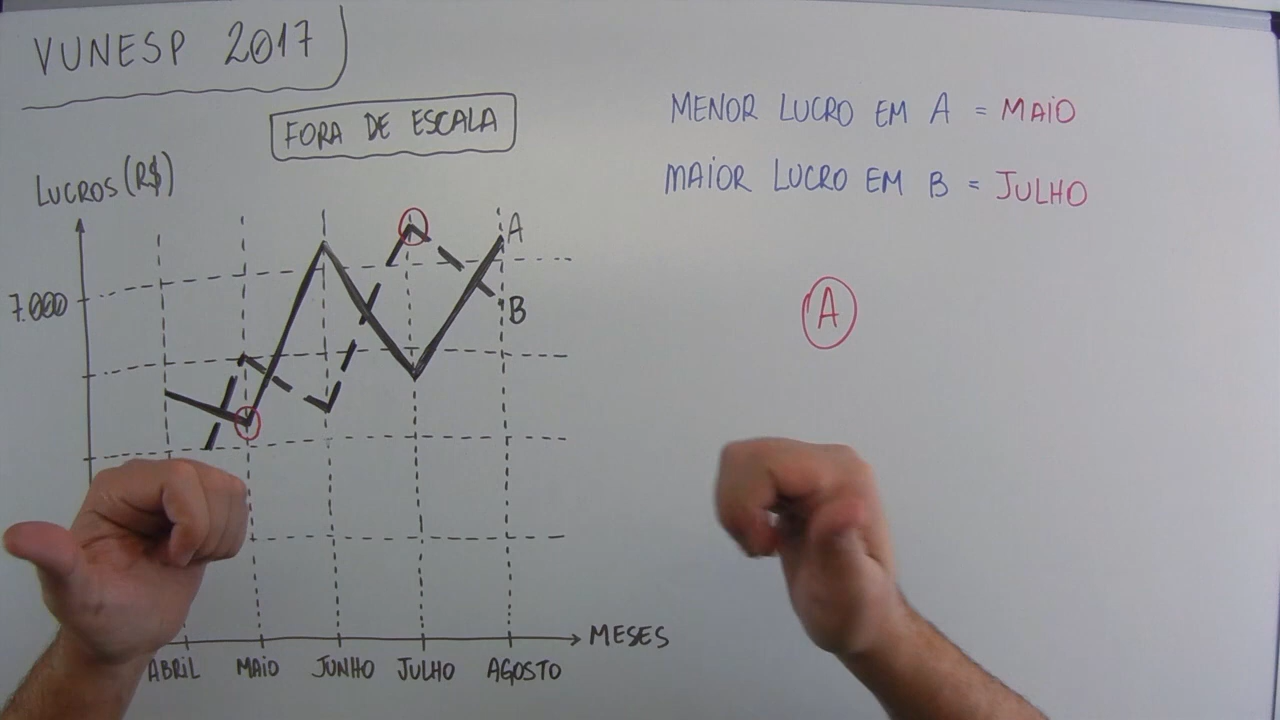 VUNESP 2017
FORA DE ESCALA
LUCROS (R$)
7.000
A
B
MESES
ABRIL MAIO JUNHO JULHO AGOSTO
MENOR LUCRO EM A = MAIO
MAIOR LUCRO EM B = JULHO
A